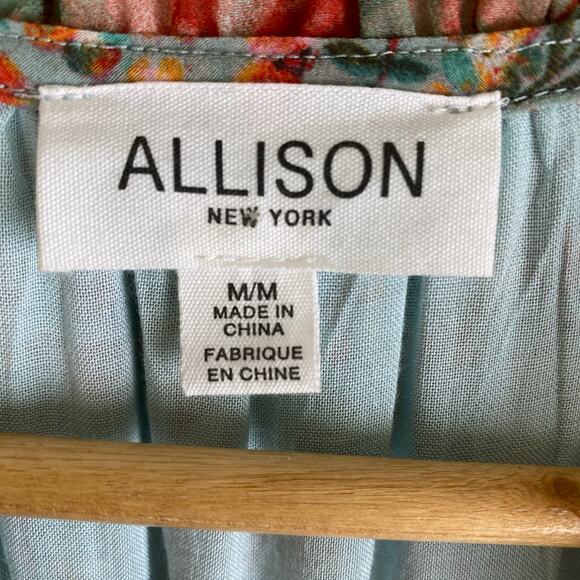 ALLISON
NEW YORK
M/M
MADE IN
CHINA
FABRIQUE
EN CHINE